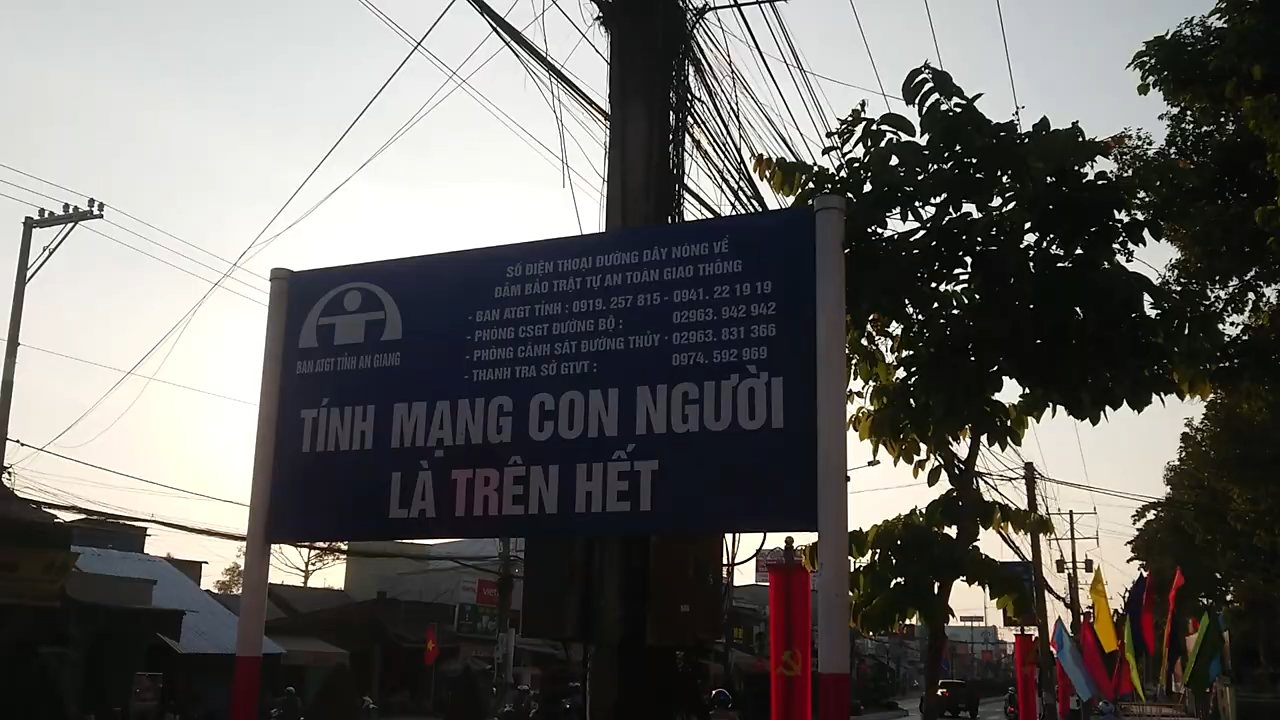 SỐ ĐIỆN THOẠI ĐƯỜNG DÂY NÓNG VỀ
ĐẢM BẢO TRẬT TỰ AN TOÀN GIAO THÔNG
- BAN ATGT TỈNH : 0919. 257 815 - 0941. 22 19 19
- PHÒNG CSGT ĐƯỜNG BỘ : 02963. 942 942
- PHÒNG CẢNH SÁT ĐƯỜNG THỦY - 02963. 831 366
- THANH TRA SỞ GTVT : 0974. 592 969
BAN ATGT TỈNH AN GIANG
TÍNH MẠNG CON NGƯỜI
LÀ TRÊN HẾT